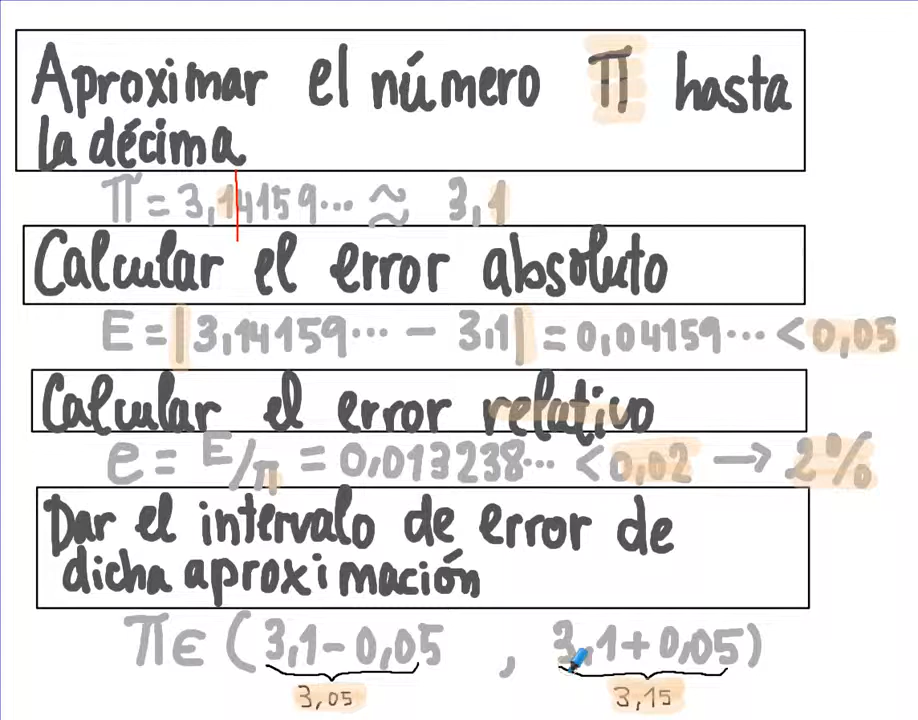 Aproximar el número π hasta
la décima
π = 3,14159... ≈ 3,1
Calcular el error absoluto
E = |3,14159... - 3,1| = 0,04159... < 0,05
Calcular el error relativo
e = E/π = 0,013238... < 0,02 → 2%
Dar el intervalo de error de
dicha aproximación
π ∈ (3,1-0,05 , 3,1+0,05)
3,05 3,15